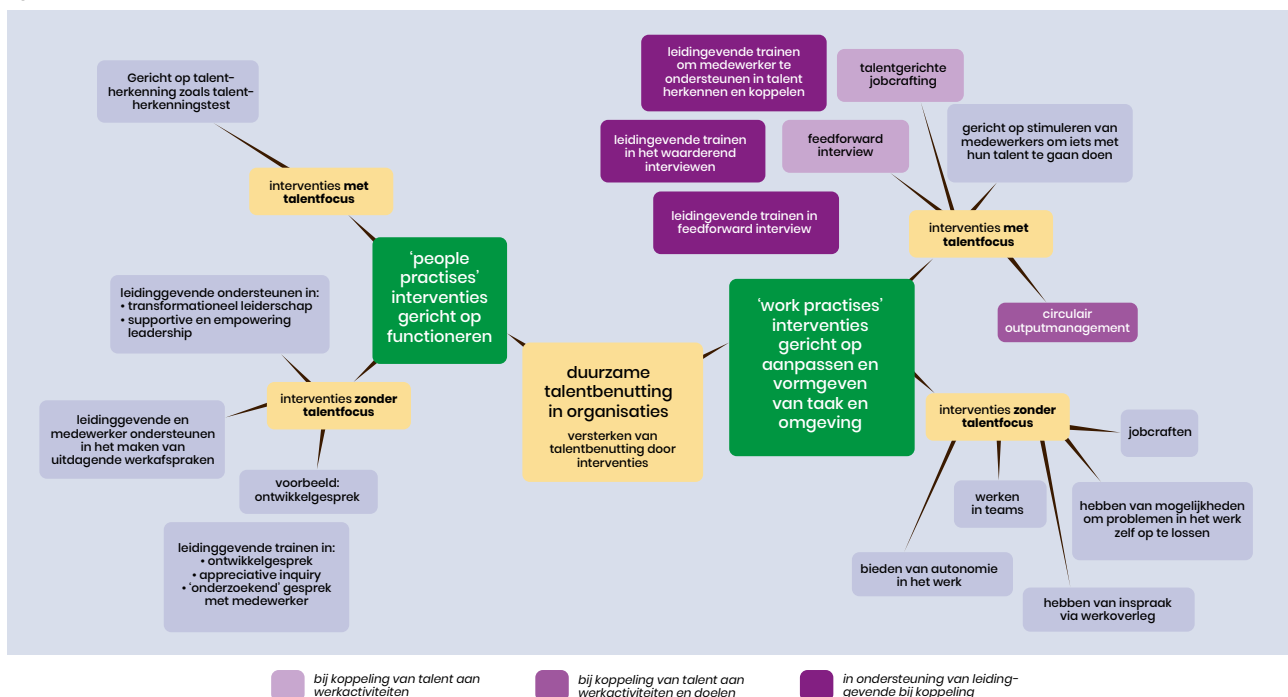 Gericht op talent-
herkenning zoals talent-
herkenningstest
interventies met
talentfocus
'people
practises'
interventies
gericht op
functioneren
leidinggevende ondersteunen in:
• transformationeel leiderschap
• supportive en empowering
leadership
interventies zonder
talentfocus
leidinggevende en
medewerker ondersteunen
in het maken van
uitdagende werkafspraken
voorbeeld:
ontwikkelgesprek
leidinggevende trainen in:
• ontwikkelgesprek
• appreciative inquiry
• 'onderzoekend' gesprek
met medewerker
duurzame
talentbenutting
in organisaties
versterken van
talentbenutting door
interventies
leidingevende trainen
om medewerker te
ondersteunen in talent
herkennen en koppelen
leidingevende trainen
in het waarderend
interviewen
leidingevende trainen in
feedforward interview
talentgerichte
jobcrafting
feedforward
interview
gericht op stimuleren van
medewerkers om iets met
hun talent te gaan doen
interventies met
talentfocus
circulair
outputmanagement
'work practises'
interventies
gericht op
aanpassen en
vormgeven
van taak en
omgeving
interventies zonder
talentfocus
jobcraften
werken
in teams
hebben van mogelijkheden
om problemen in het werk
zelf op te lossen
bieden van autonomie
in het werk
hebben van inspraak
via werkoverleg
bij koppeling van talent aan
werkactiviteiten
bij koppeling van talent aan
werkactiviteiten en doelen
in ondersteuning van leiding-
gevende bij koppeling